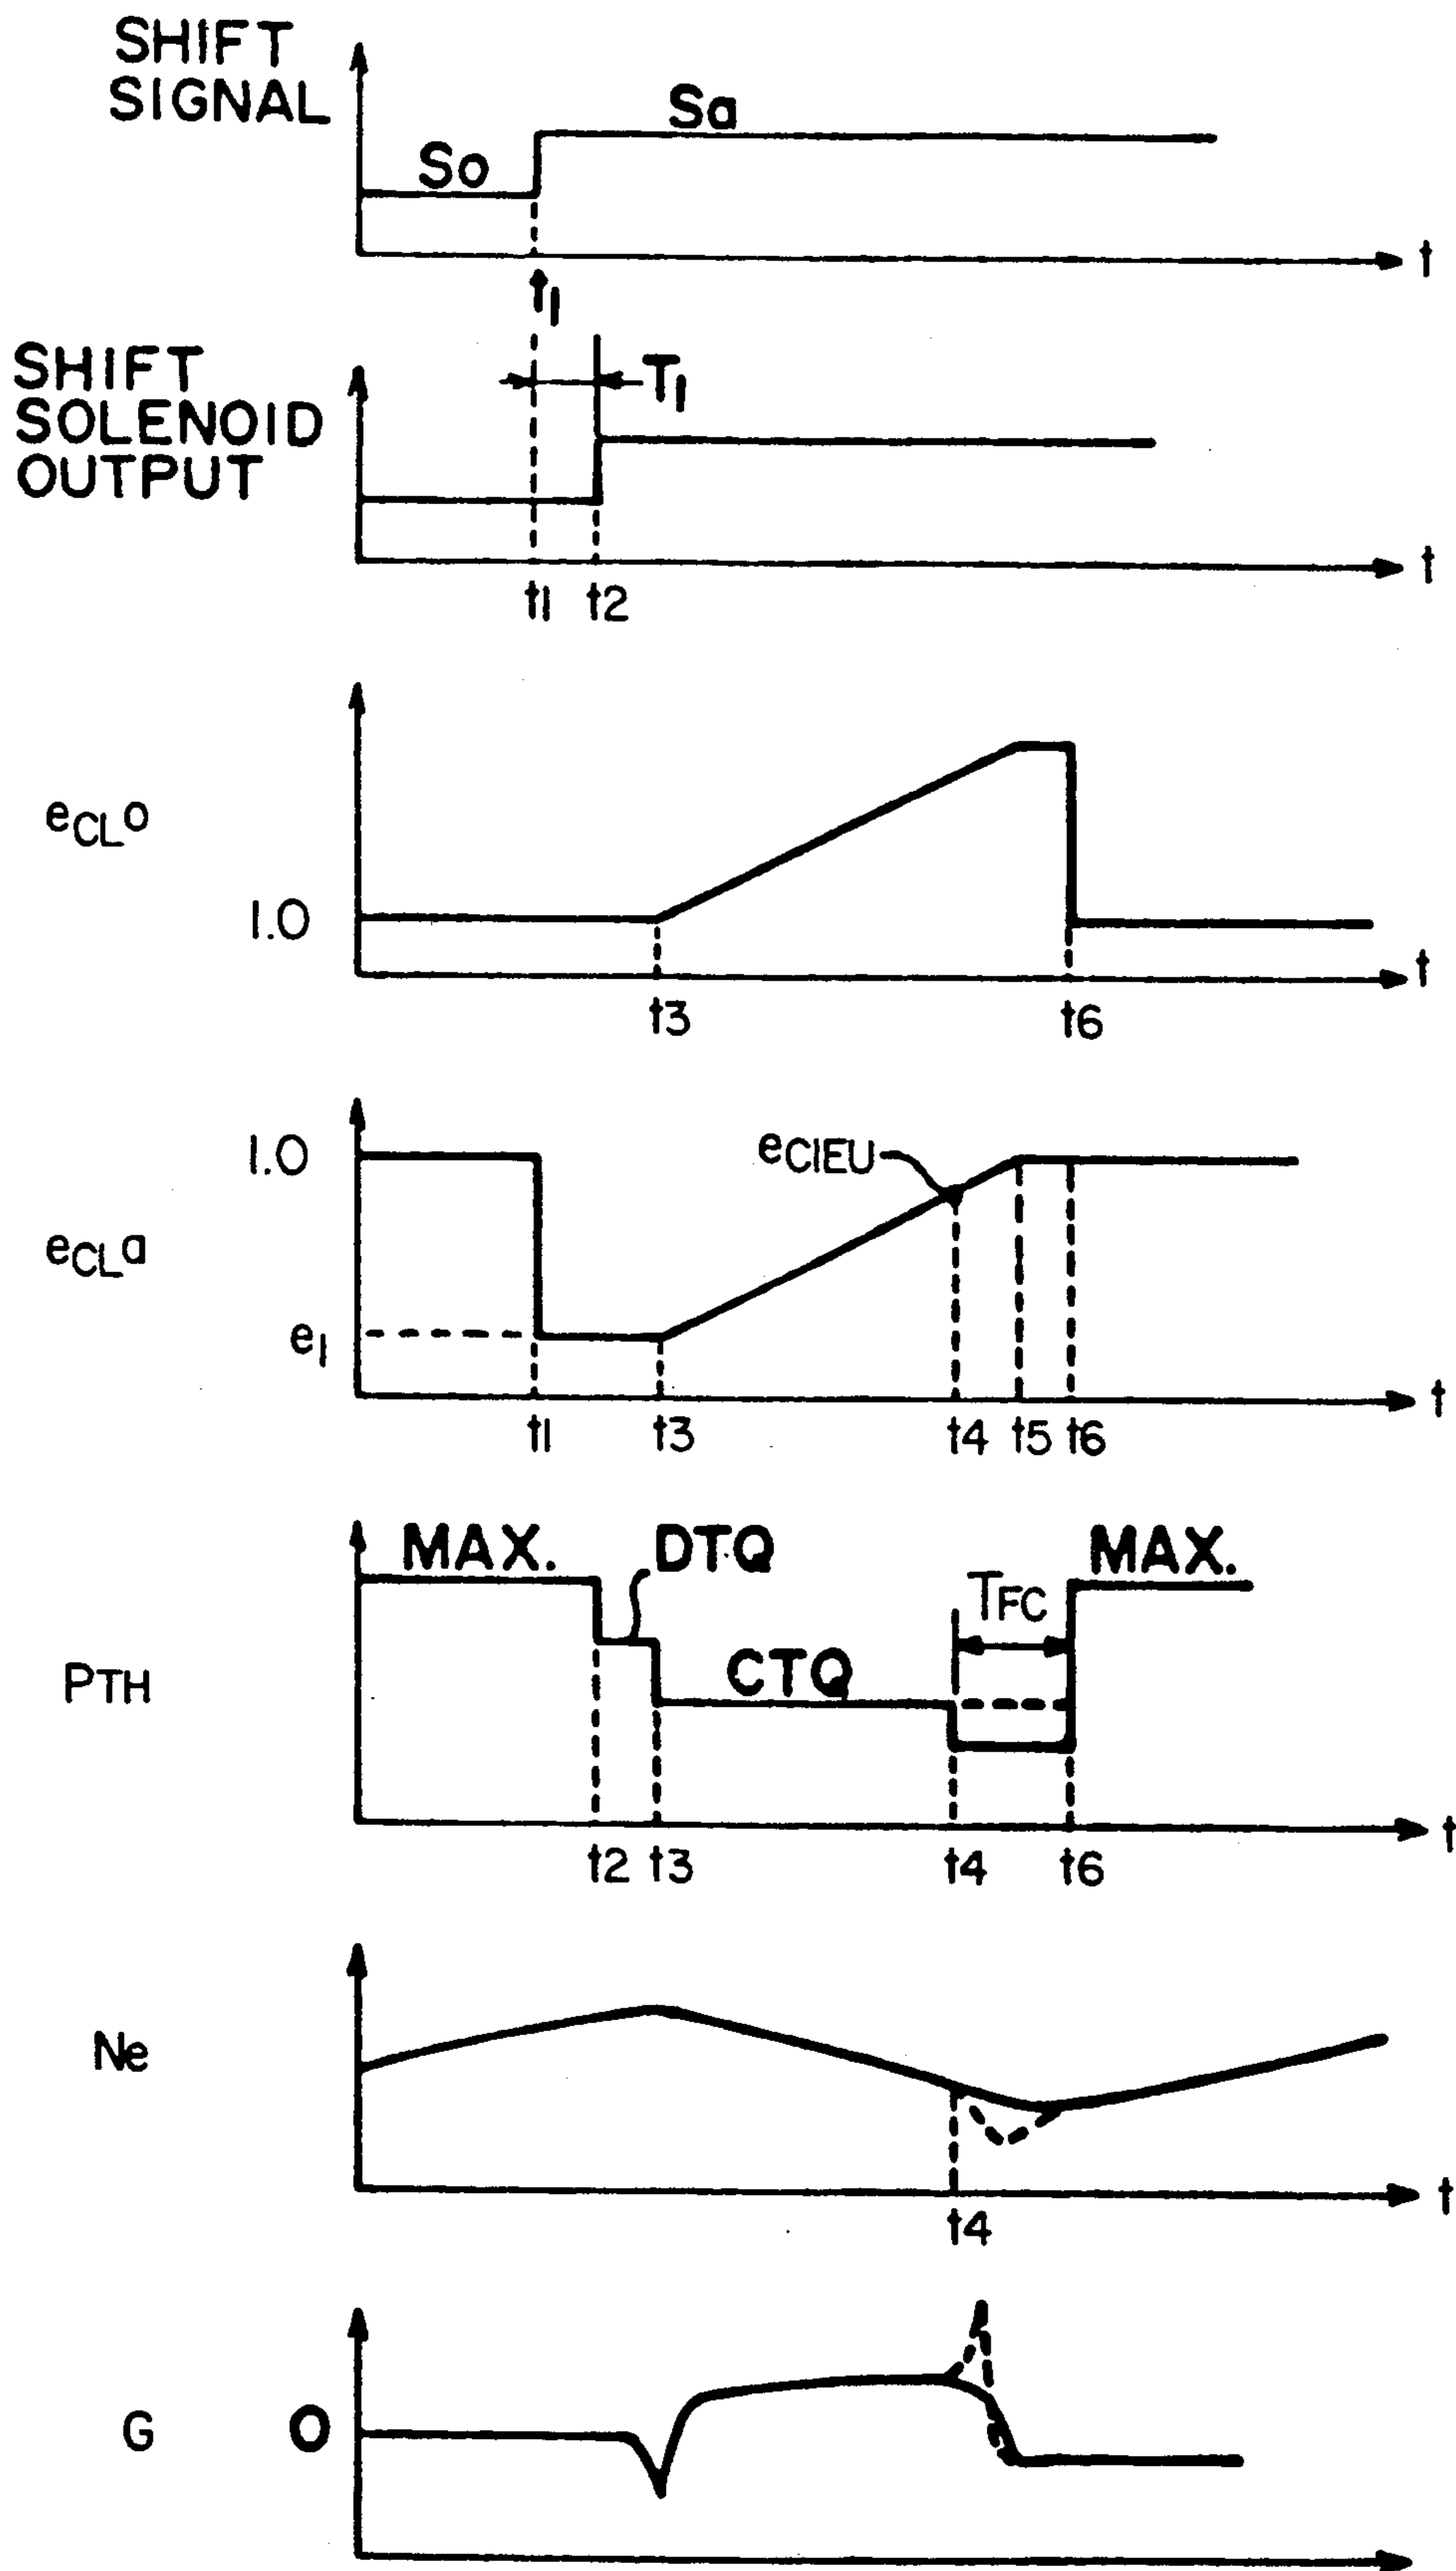 SHIFT
SIGNAL
So
Sa
t
t1
SHIFT
SOLENOID
OUTPUT
T1
t
t1 t2
eCLo
1.0
t
t3 t6
1.0
eCIEU
eCLa
e1
t
t1 t3 t4 t5 t6
MAX. DTQ MAX.
TFC
CTQ
PTH
t
t2 t3 t4 t6
Ne
t
t4
G 0